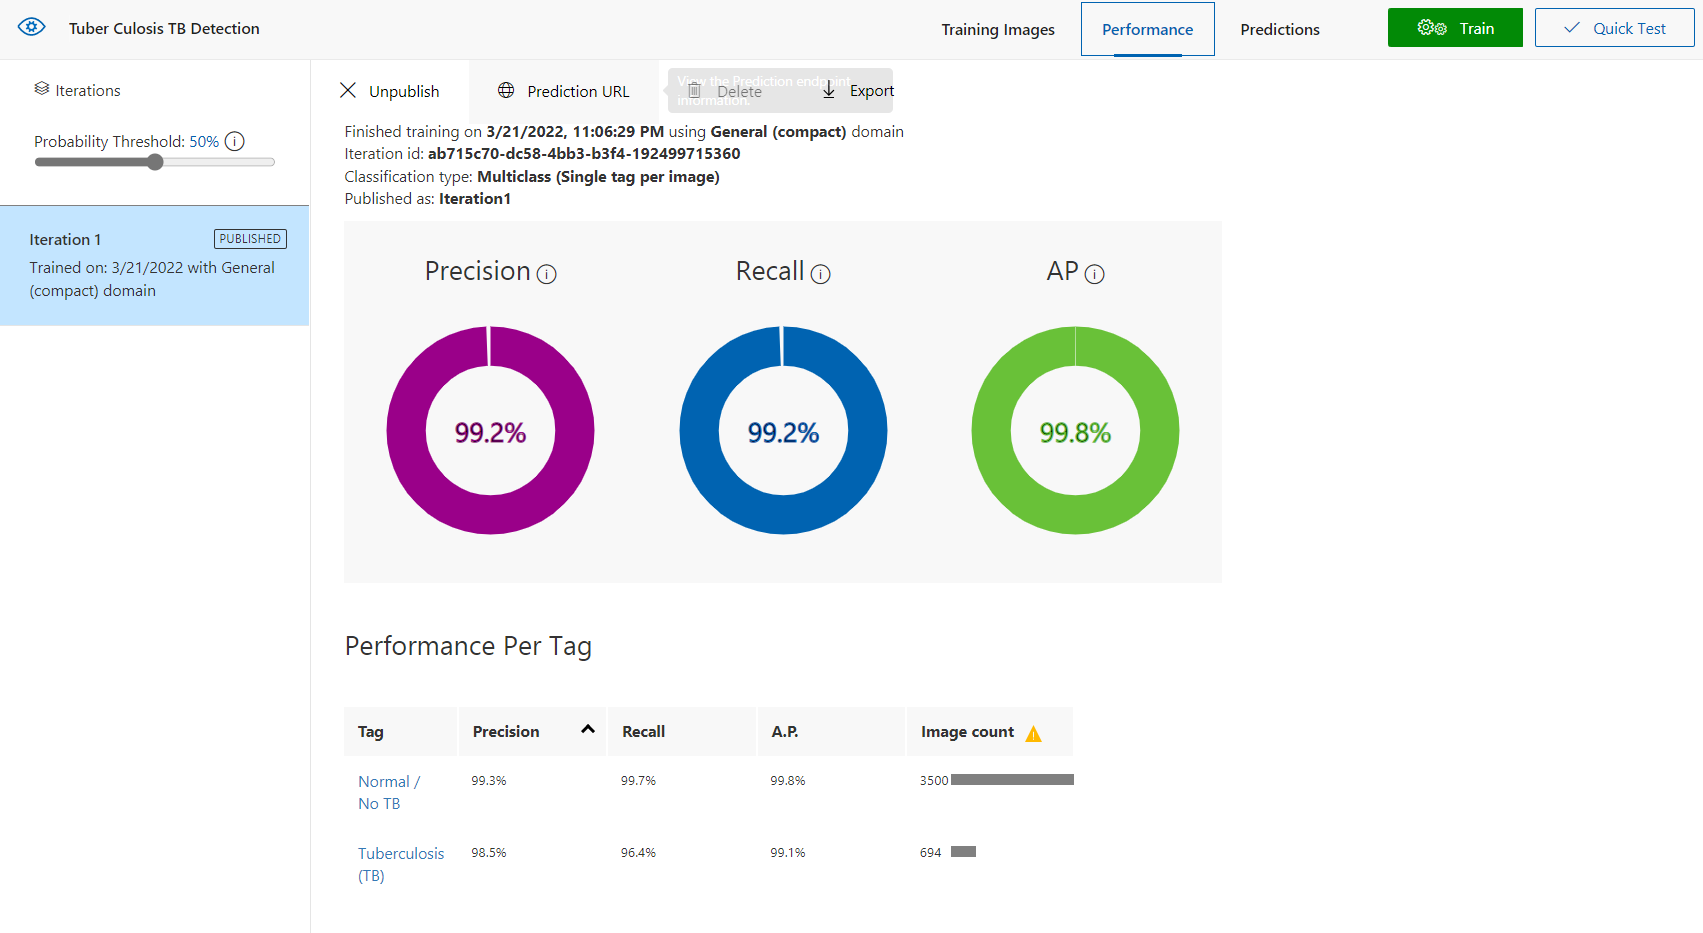 Tuber Culosis TB Detection
Training Images
Performance
Predictions
Train
Quick Test
Iterations
Probability Threshold: 50%
Iteration 1
PUBLISHED
Trained on: 3/21/2022 with General
(compact) domain
Unpublish
Prediction URL
View the Prediction endpoint
information.
Delete
Export
Finished training on 3/21/2022, 11:06:29 PM using General (compact) domain
Iteration id: ab715c70-dc58-4bb3-b3f4-192499715360
Classification type: Multiclass (Single tag per image)
Published as: Iteration1
Precision
Recall
AP
99.2%
99.2%
99.8%
Performance Per Tag
Tag Precision Recall A.P. Image count
Normal /
No TB
99.3% 99.7% 99.8% 3500
Tuberculosis
(TB)
98.5% 96.4% 99.1% 694